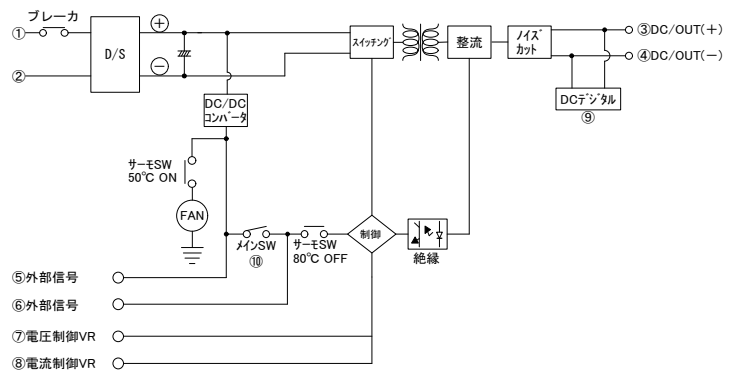 ブレーカ
①
②
D/S
＋
－
スイッチング
整流
ノイズ
カット
③DC/OUT(＋)
④DC/OUT(－)
DCデジタル
⑨
DC/DC
コンバータ
サーモSW
50℃ ON
FAN
メインSW
⑩
サーモSW
80℃ OFF
制御
絶縁
⑤外部信号
⑥外部信号
⑦電圧制御VR
⑧電流制御VR